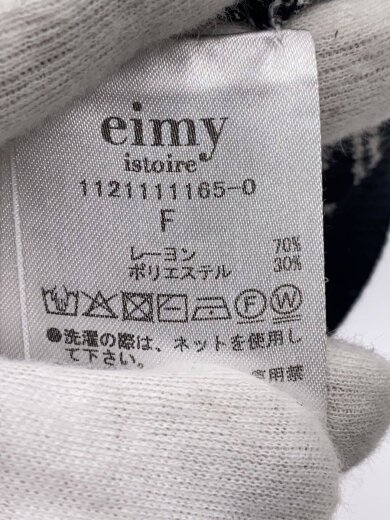 eimy
istoire®
1121111165-0
F
レーヨン 70%
ポリエステル 30%
F W
●洗濯の際は、ネットを使用し
て下さい。